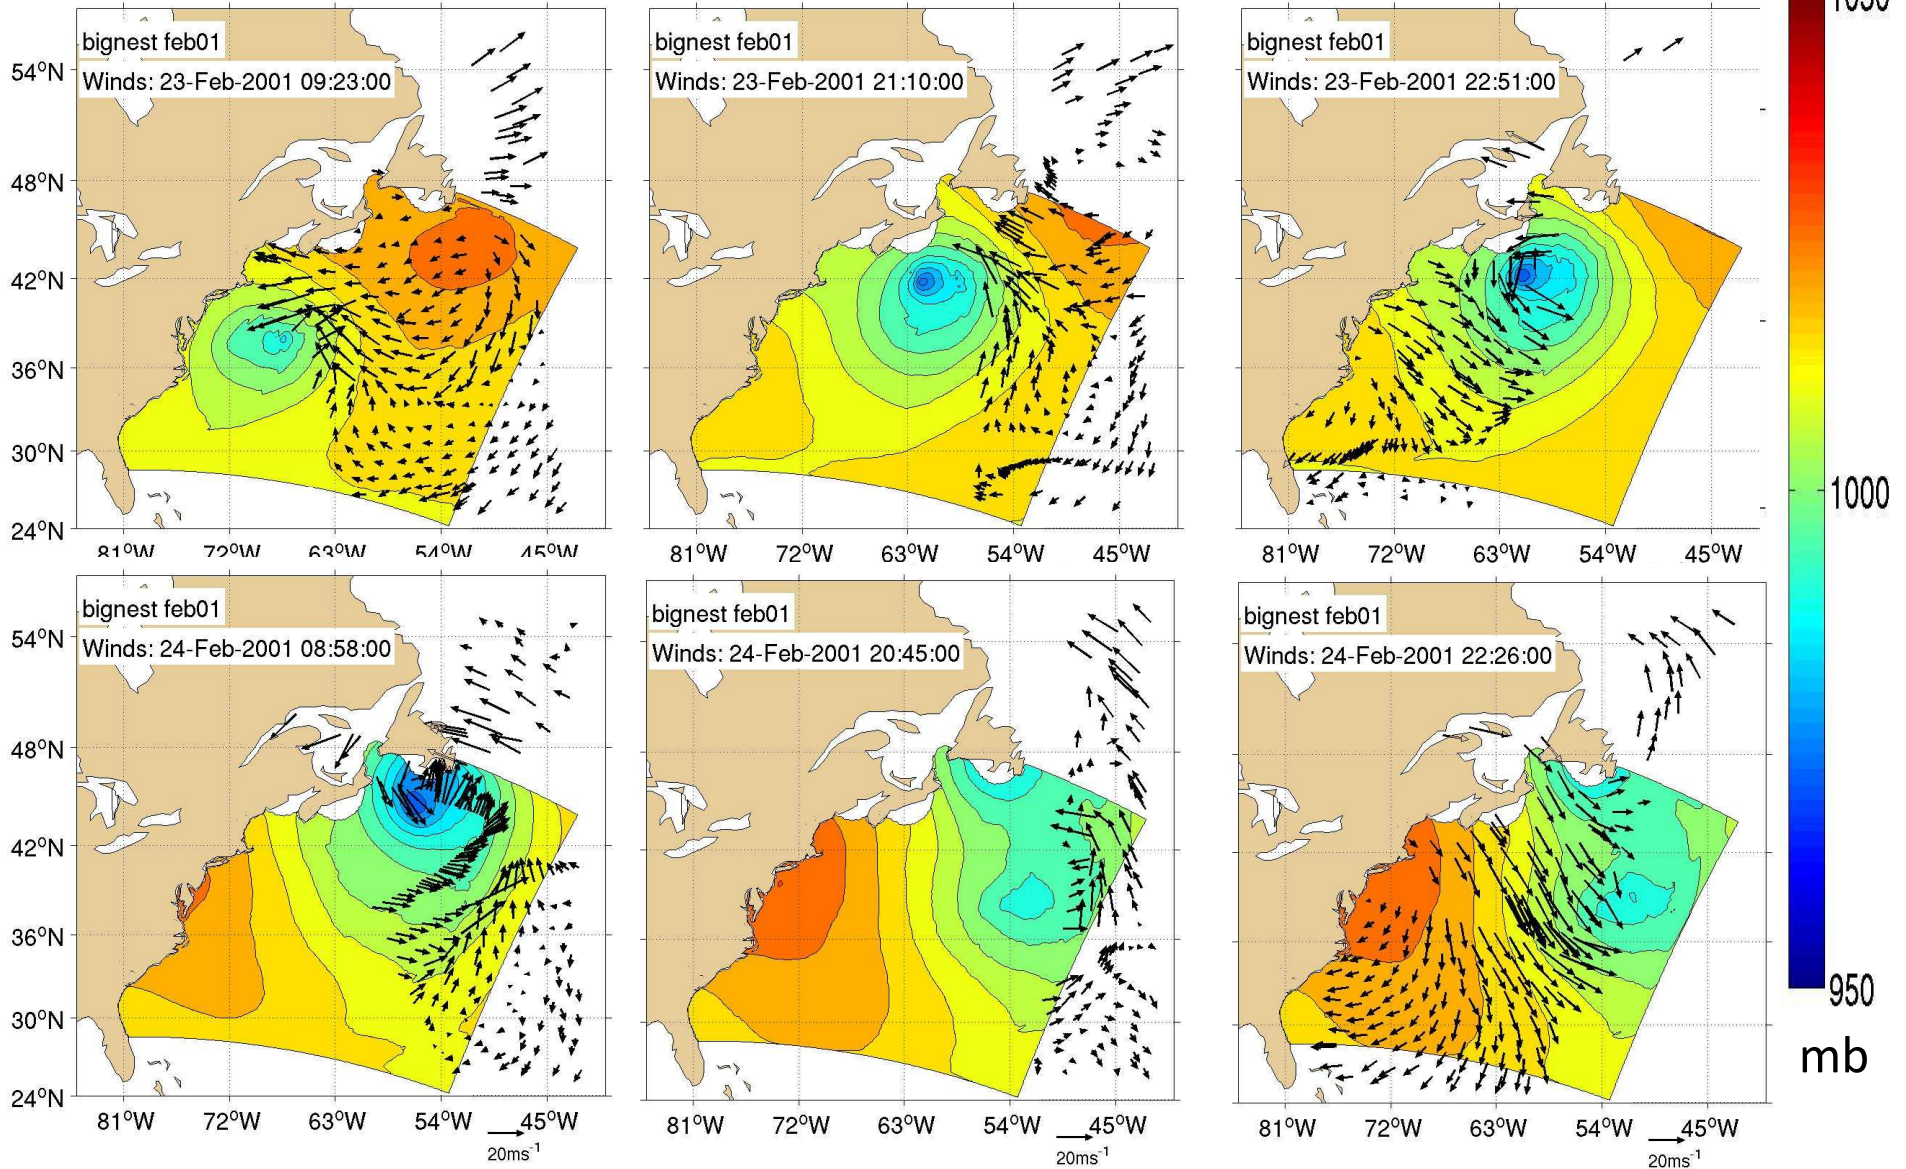 1050
bignest feb01
Winds: 23-Feb-2001 09:23:00
bignest feb01
Winds: 23-Feb-2001 21:10:00
bignest feb01
Winds: 23-Feb-2001 22:51:00
54°N
48°N
42°N
36°N
30°N
24°N
81°W 72°W 63°W 54°W 45°W
81°W 72°W 63°W 54°W 45°W
81°W 72°W 63°W 54°W 45°W
1000
bignest feb01
Winds: 24-Feb-2001 08:58:00
bignest feb01
Winds: 24-Feb-2001 20:45:00
bignest feb01
Winds: 24-Feb-2001 22:26:00
54°N
48°N
42°N
36°N
30°N
24°N
81°W 72°W 63°W 54°W 45°W
20ms⁻¹
81°W 72°W 63°W 54°W 45°W
20ms⁻¹
81°W 72°W 63°W 54°W 45°W
20ms⁻¹
950
mb